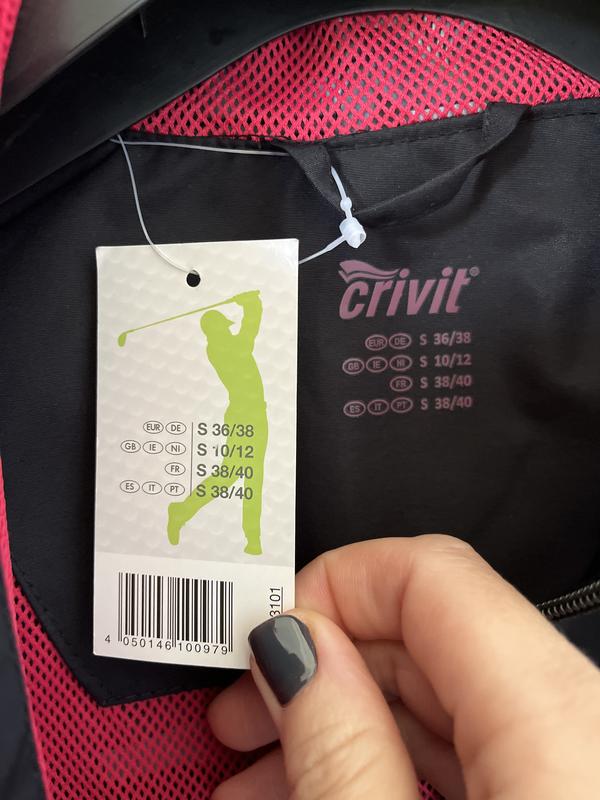 EUR DE S 36/38
GB IE NI S 10/12
FR S 38/40
ES IT PT S 38/40
4 050146 100979
3101
crivit®
EUR DE S 36/38
GB IE NI S 10/12
FR S 38/40
ES IT PT S 38/40